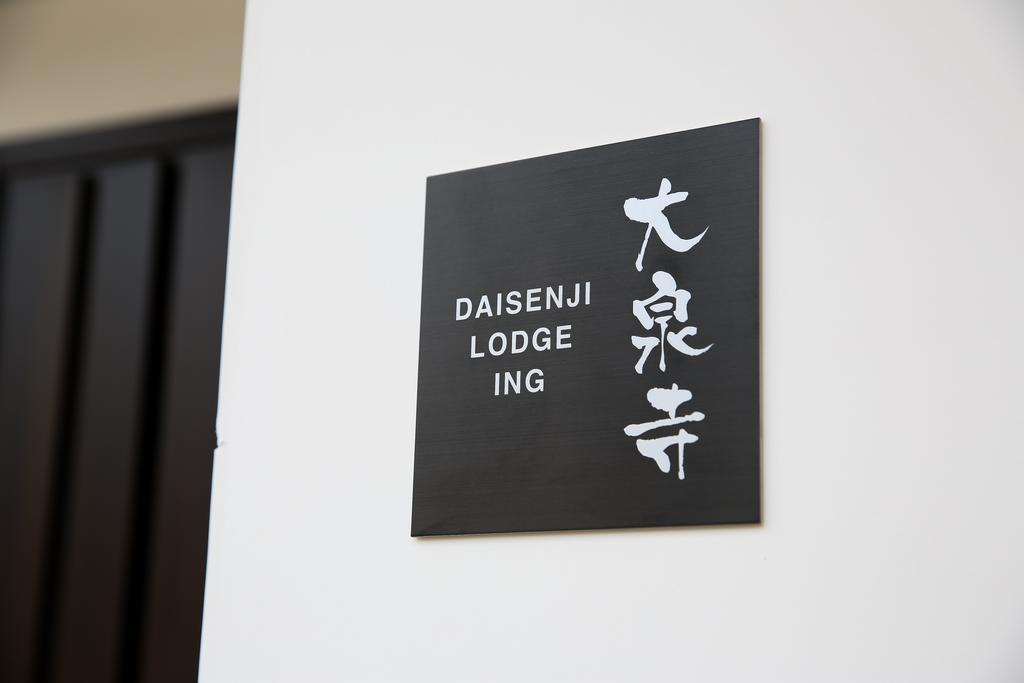 大泉寺
DAISENJI
LODGE
ING